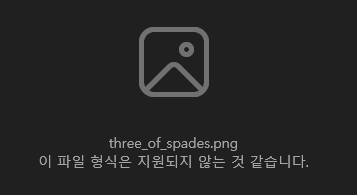 three_of_spades.png
이 파일 형식은 지원되지 않는 것 같습니다.